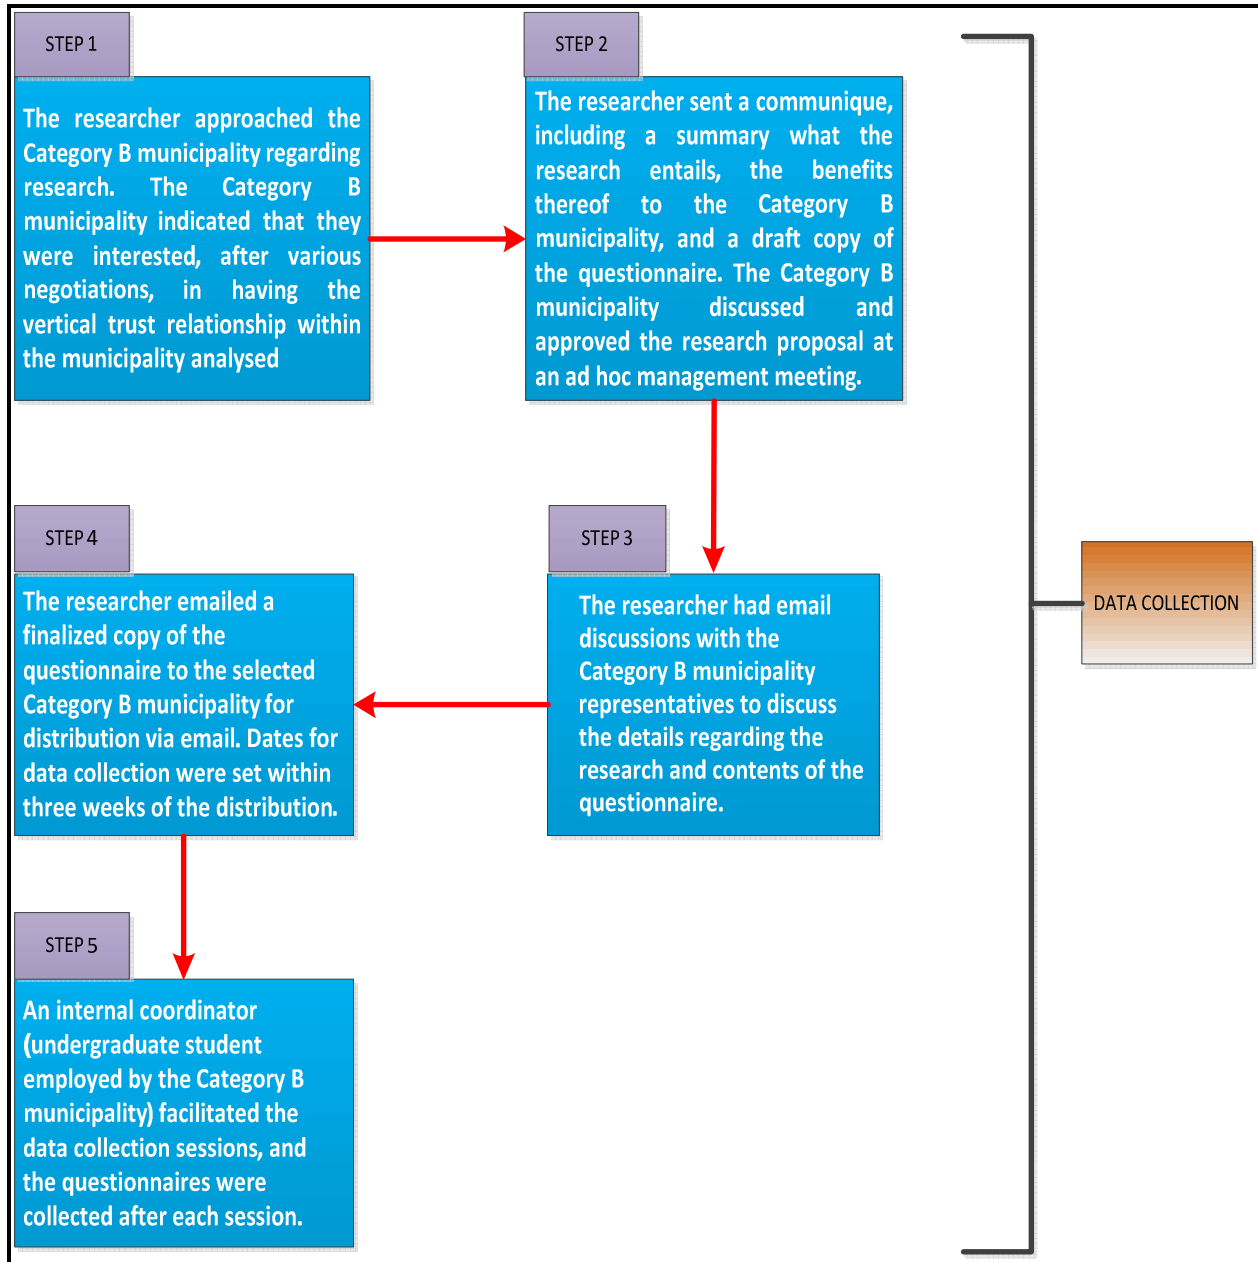 STEP 1
The researcher approached the
Category B municipality regarding
research. The Category B
municipality indicated that they
were interested, after various
negotiations, in having the
vertical trust relationship within
the municipality analysed
STEP 2
The researcher sent a communique,
including a summary what the
research entails, the benefits
thereof to the Category B
municipality, and a draft copy of
the questionnaire. The Category B
municipality discussed and
approved the research proposal at
an ad hoc management meeting.
STEP 3
The researcher had email
discussions with the
Category B municipality
representatives to discuss
the details regarding the
research and contents of the
questionnaire.
STEP 4
The researcher emailed a
finalized copy of the
questionnaire to the selected
Category B municipality for
distribution via email. Dates for
data collection were set within
three weeks of the distribution.
STEP 5
An internal coordinator
(undergraduate student
employed by the Category B
municipality) facilitated the
data collection sessions, and
the questionnaires were
collected after each session.
DATA COLLECTION